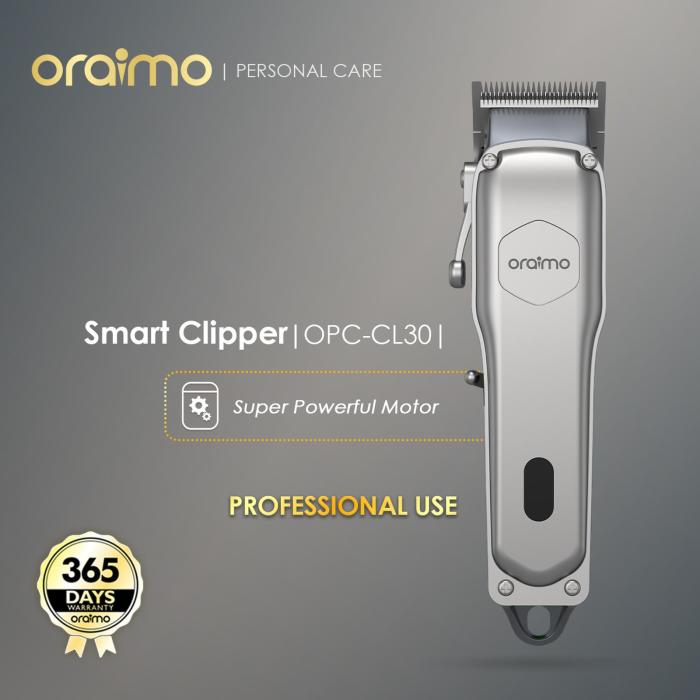 oraimo | PERSONAL CARE
oraimo
Smart Clipper|OPC-CL30|
Super Powerful Motor
PROFESSIONAL USE
365
DAYS
WARRANTY
oraimo